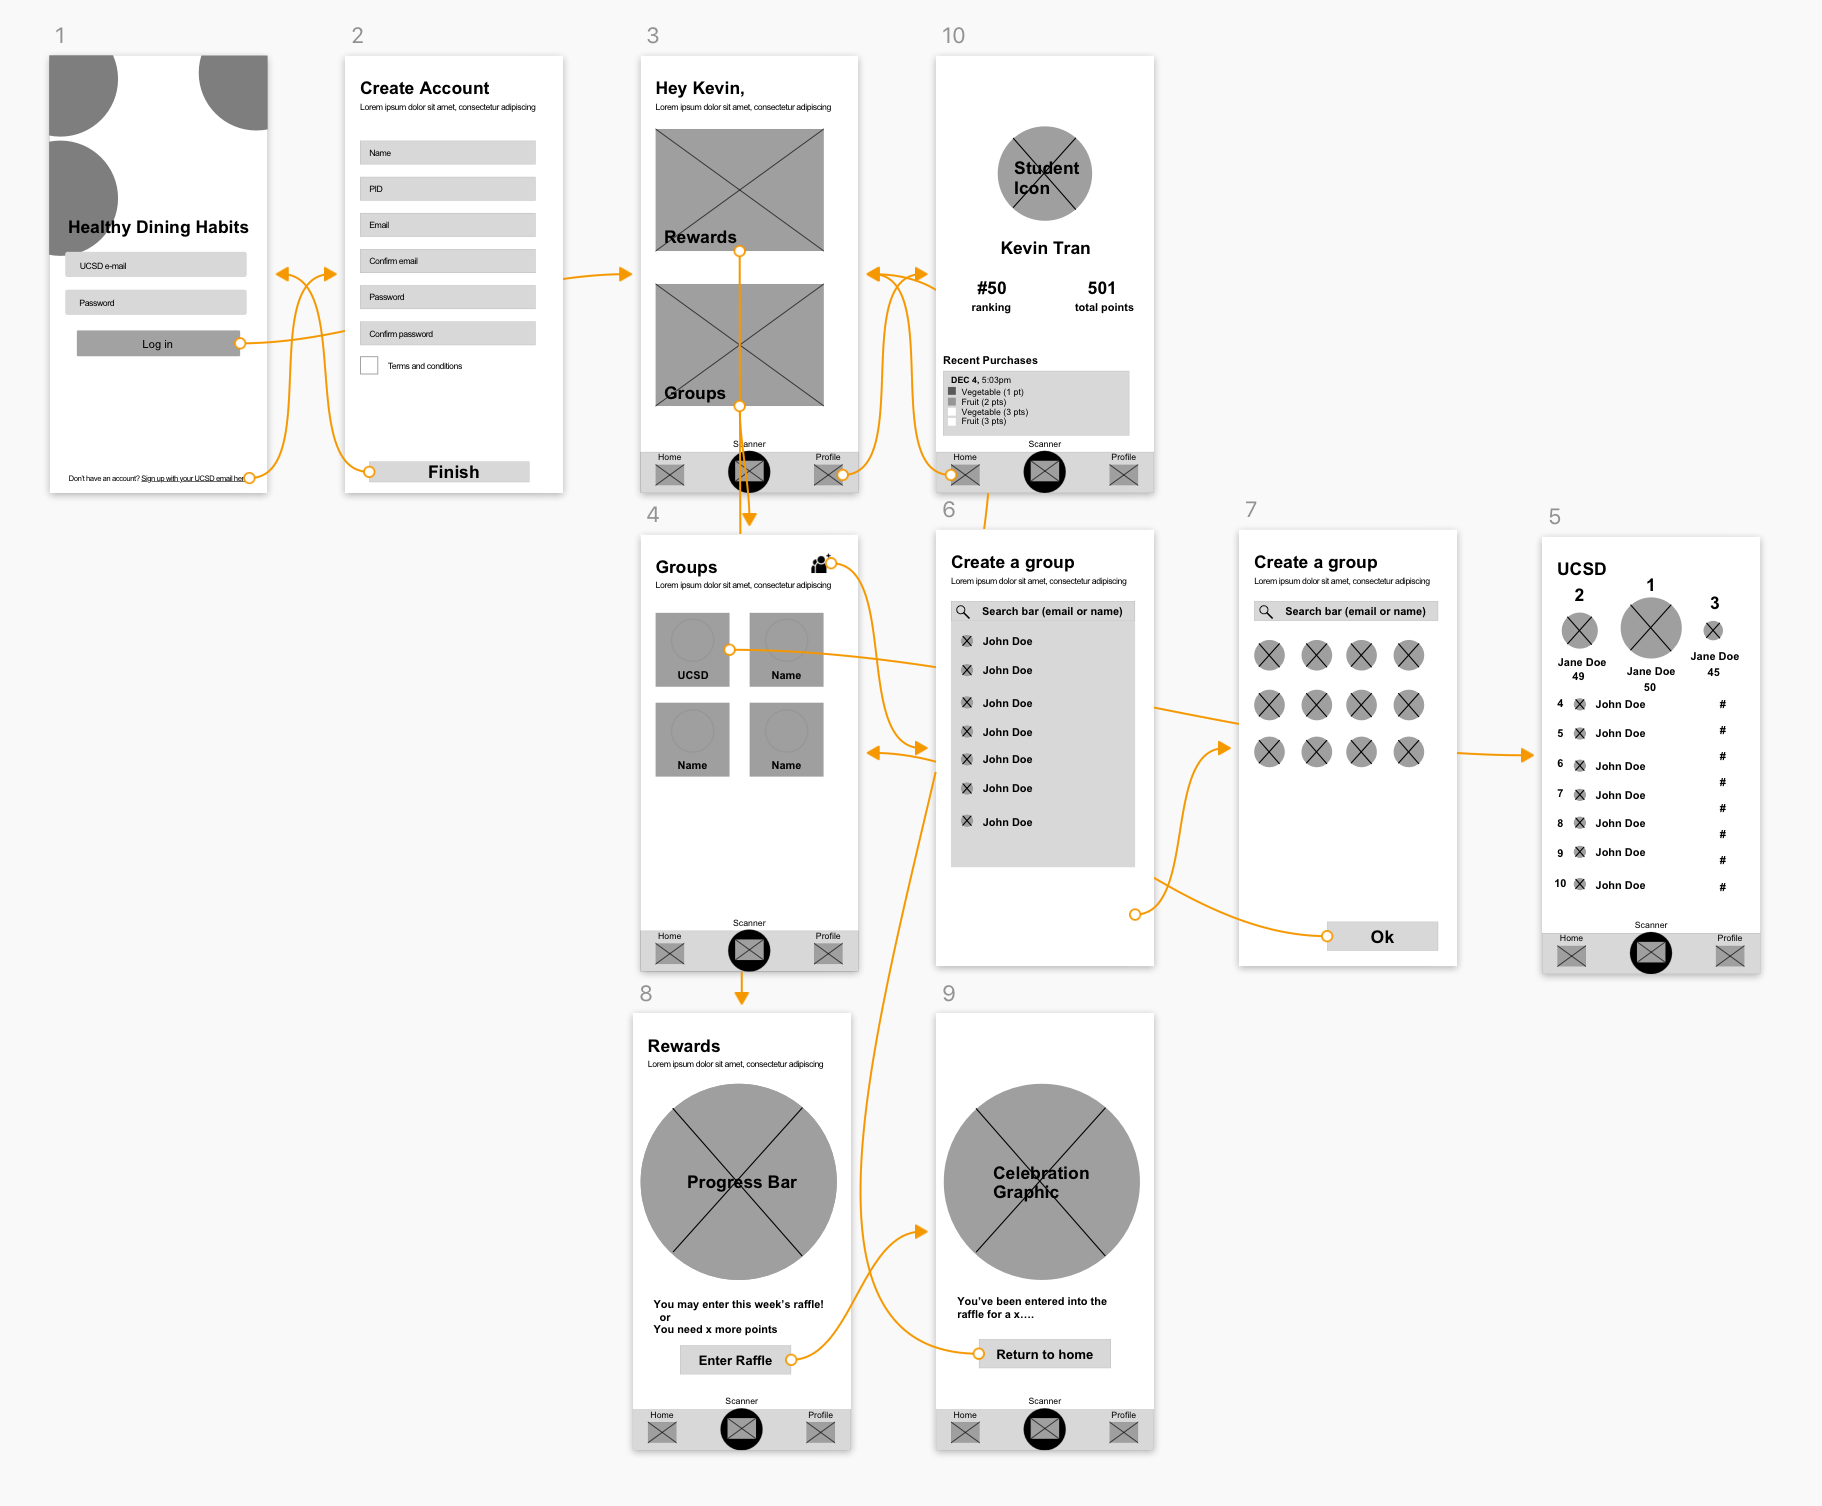 1
Healthy Dining Habits
UCSD e-mail
Password
Log in
Don't have an account? Sign up with your UCSD email here
2
Create Account
Lorem ipsum dolor sit amet, consectetur adipiscing
Name
PID
Email
Confirm email
Password
Confirm password
Terms and conditions
Finish
3
Hey Kevin,
Lorem ipsum dolor sit amet, consectetur adipiscing
Rewards
Groups
Scanner
Home
Profile
10
Student
Icon
Kevin Tran
#50
ranking
501
total points
Recent Purchases
DEC 4, 5:03pm
Vegetable (1 pt)
Fruit (2 pts)
Vegetable (3 pts)
Fruit (3 pts)
Scanner
Home
Profile
4
Groups
Lorem ipsum dolor sit amet, consectetur adipiscing
UCSD
Name
Name
Name
Scanner
Home
Profile
6
Create a group
Lorem ipsum dolor sit amet, consectetur adipiscing
Search bar (email or name)
John Doe
John Doe
John Doe
John Doe
John Doe
John Doe
John Doe
7
Create a group
Lorem ipsum dolor sit amet, consectetur adipiscing
Search bar (email or name)
Ok
5
UCSD
1
2
3
Jane Doe
49
Jane Doe
50
Jane Doe
45
4 John Doe #
5 John Doe #
6 John Doe #
7 John Doe #
8 John Doe #
9 John Doe #
10 John Doe #
#
Scanner
Home
Profile
8
Rewards
Lorem ipsum dolor sit amet, consectetur adipiscing
Progress Bar
You may enter this week's raffle!
or
You need x more points
Enter Raffle
Scanner
Home
Profile
9
Celebration
Graphic
You've been entered into the
raffle for a x....
Return to home
Scanner
Home
Profile